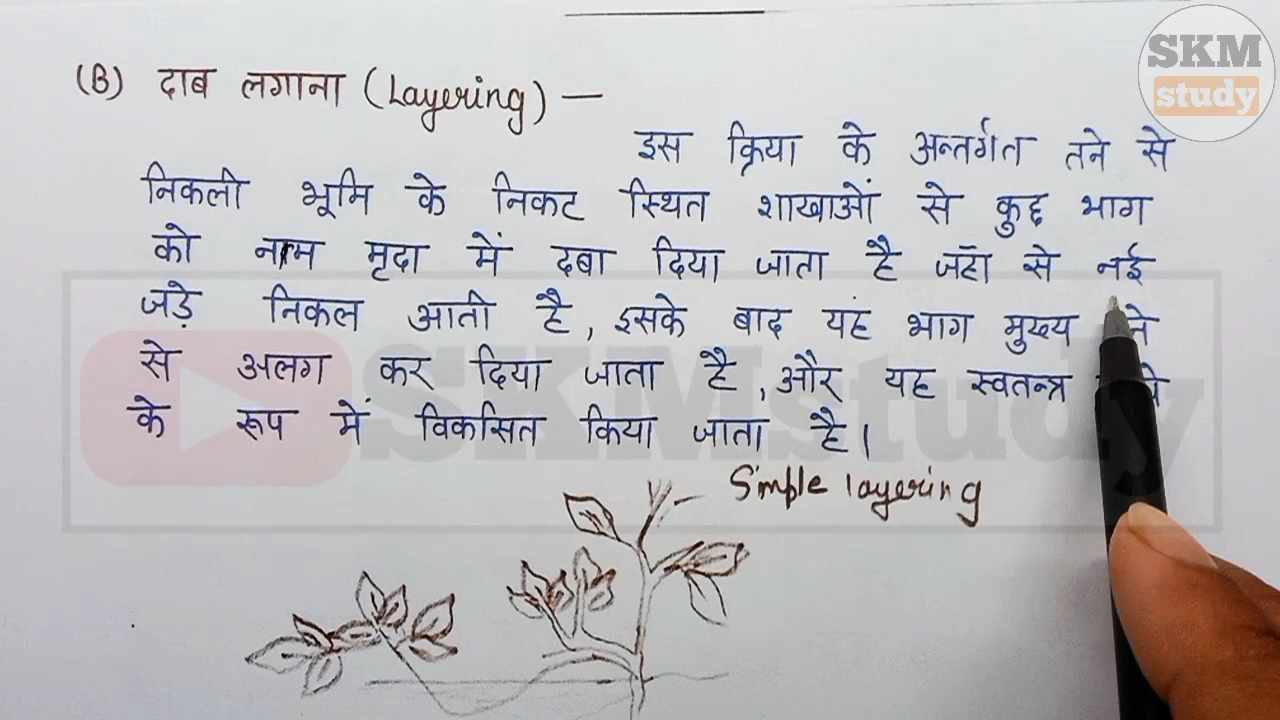 SKM
study
(B) दाब लगाना (Layering) —
इस क्रिया के अन्तर्गत तने से
निकली भूमि के निकट स्थित शाखाओं से कुछ भाग
को नाम मृदा में दबा दिया जाता है जहाँ से नई
जड़े निकल आती है, इसके बाद यह भाग मुख्य
से अलग कर दिया जाता है, और यह स्वतन्त्र
के रूप में विकसित किया जाता है।
SKMstudy
Simple layering